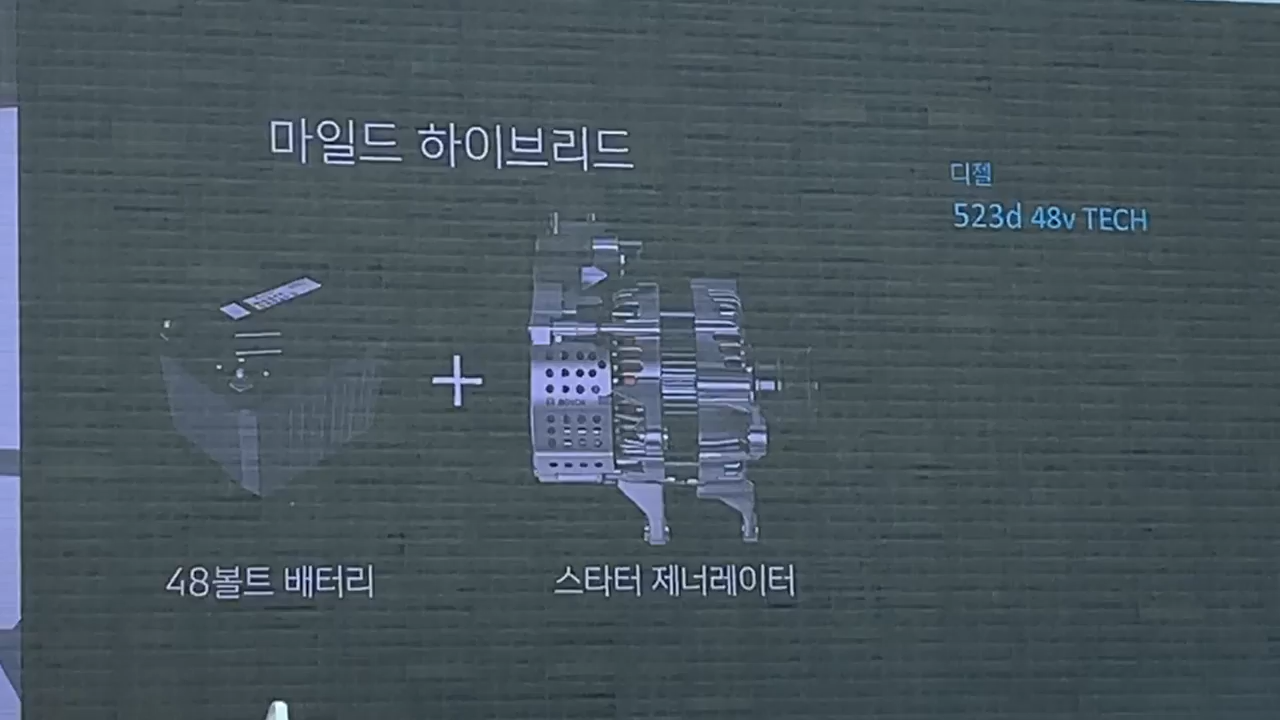 마일드 하이브리드
디젤
523d 48v TECH
48볼트 배터리
스타터 제너레이터